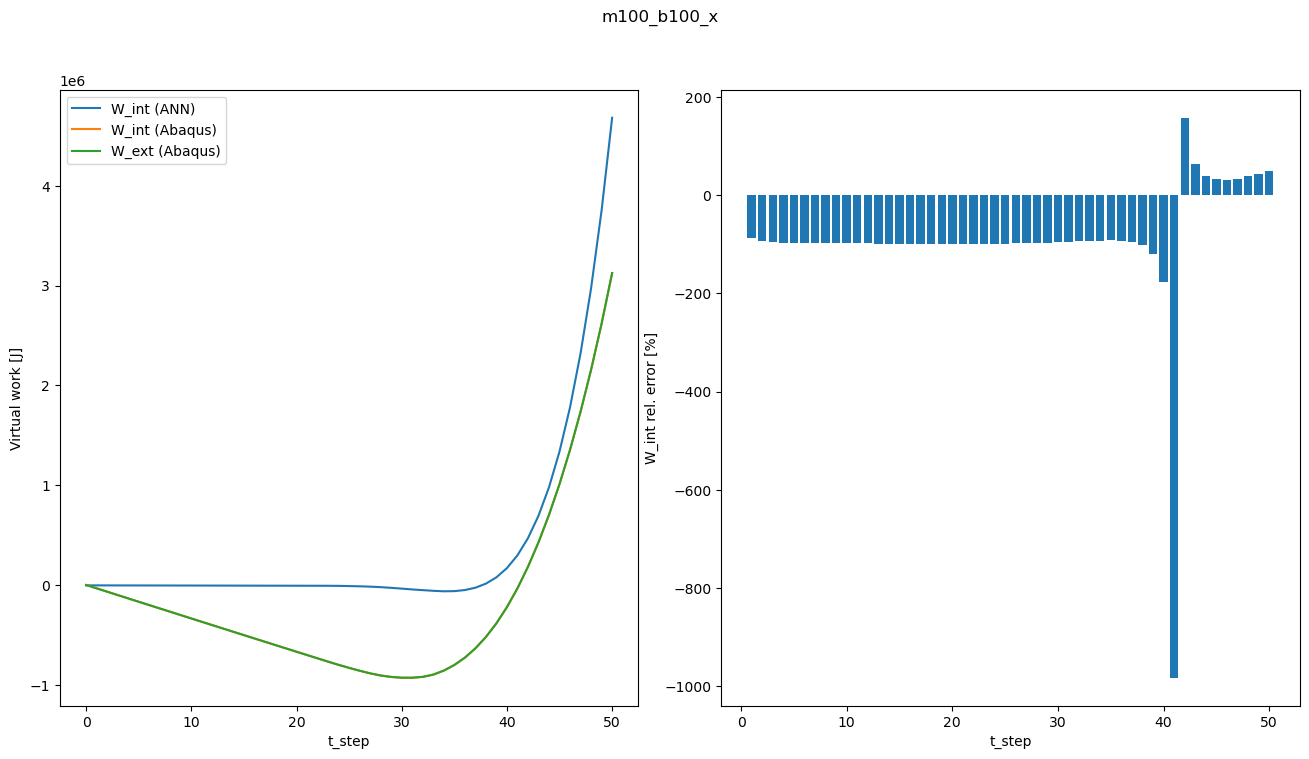 m100_b100_x
1e6
W_int (ANN)
W_int (Abaqus)
W_ext (Abaqus)
4
3
2
1
0
−1
Virtual work [J]
0 10 20 30 40 50
t_step
200
0
−200
−400
−600
−800
−1000
W_int rel. error [%]
0 10 20 30 40 50
t_step